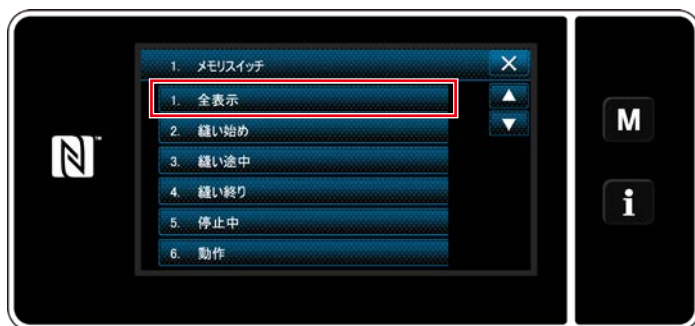 1. メモリスイッチ
1. 全表示
2. 縫い始め
3. 縫い途中
4. 縫い終り
5. 停止中
6. 動作
M
i